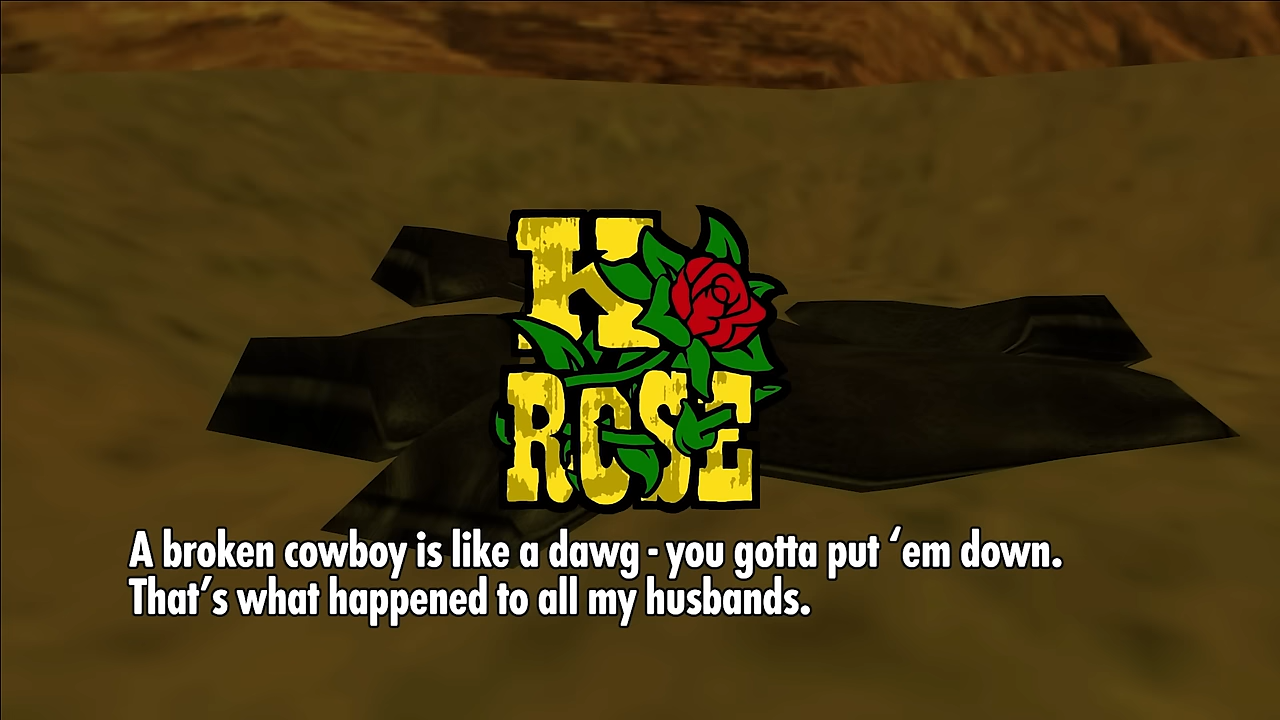 K
ROSE
A broken cowboy is like a dawg - you gotta put ‘em down.
That’s what happened to all my husbands.